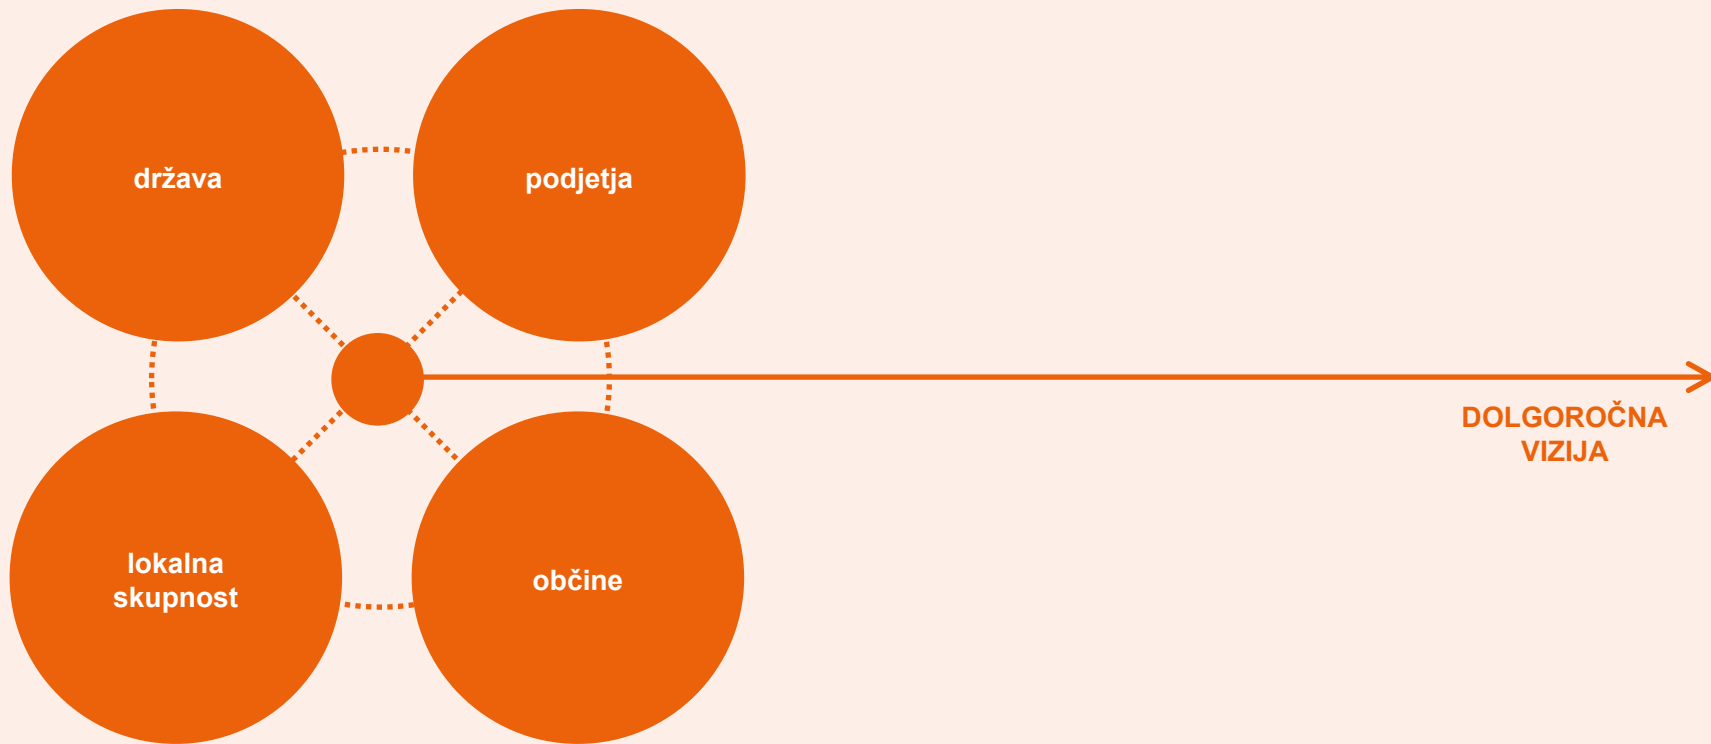 država
podjetja
DOLGOROČNA
VIZIJA
lokalna
skupnost
občine